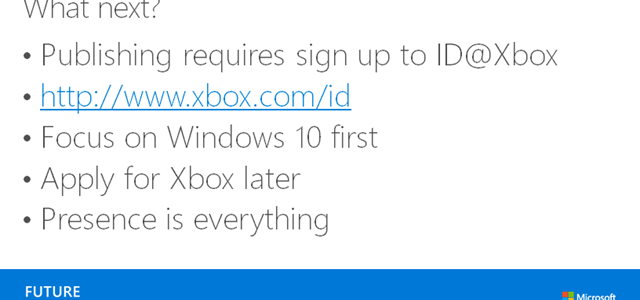 What next?
• Publishing requires sign up to ID@Xbox
• http://www.xbox.com/id
• Focus on Windows 10 first
• Apply for Xbox later
• Presence is everything
FUTURE
Microsoft